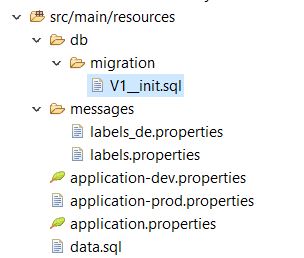 src/main/resources
db
migration
V1__init.sql
messages
labels_de.properties
labels.properties
application-dev.properties
application-prod.properties
application.properties
data.sql